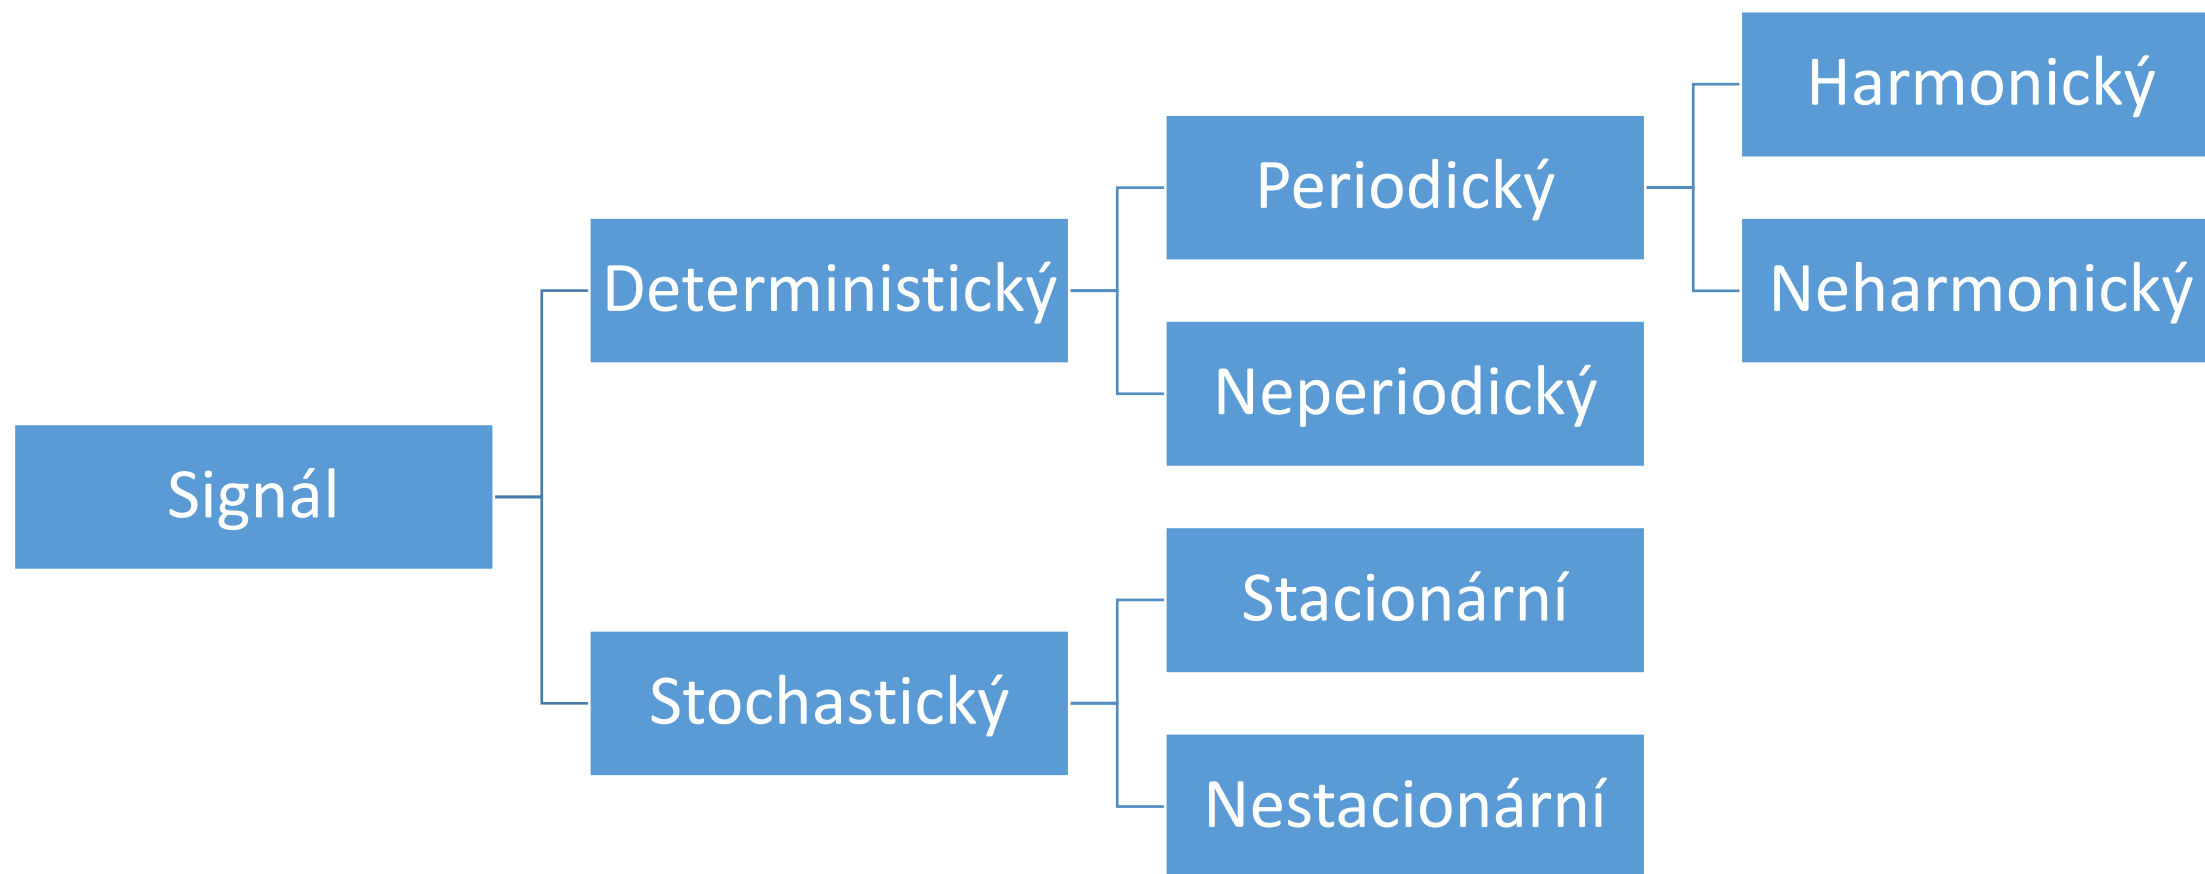 Signál
Deterministický
Periodický
Harmonický
Neharmonický
Neperiodický
Stochastický
Stacionární
Nestacionární